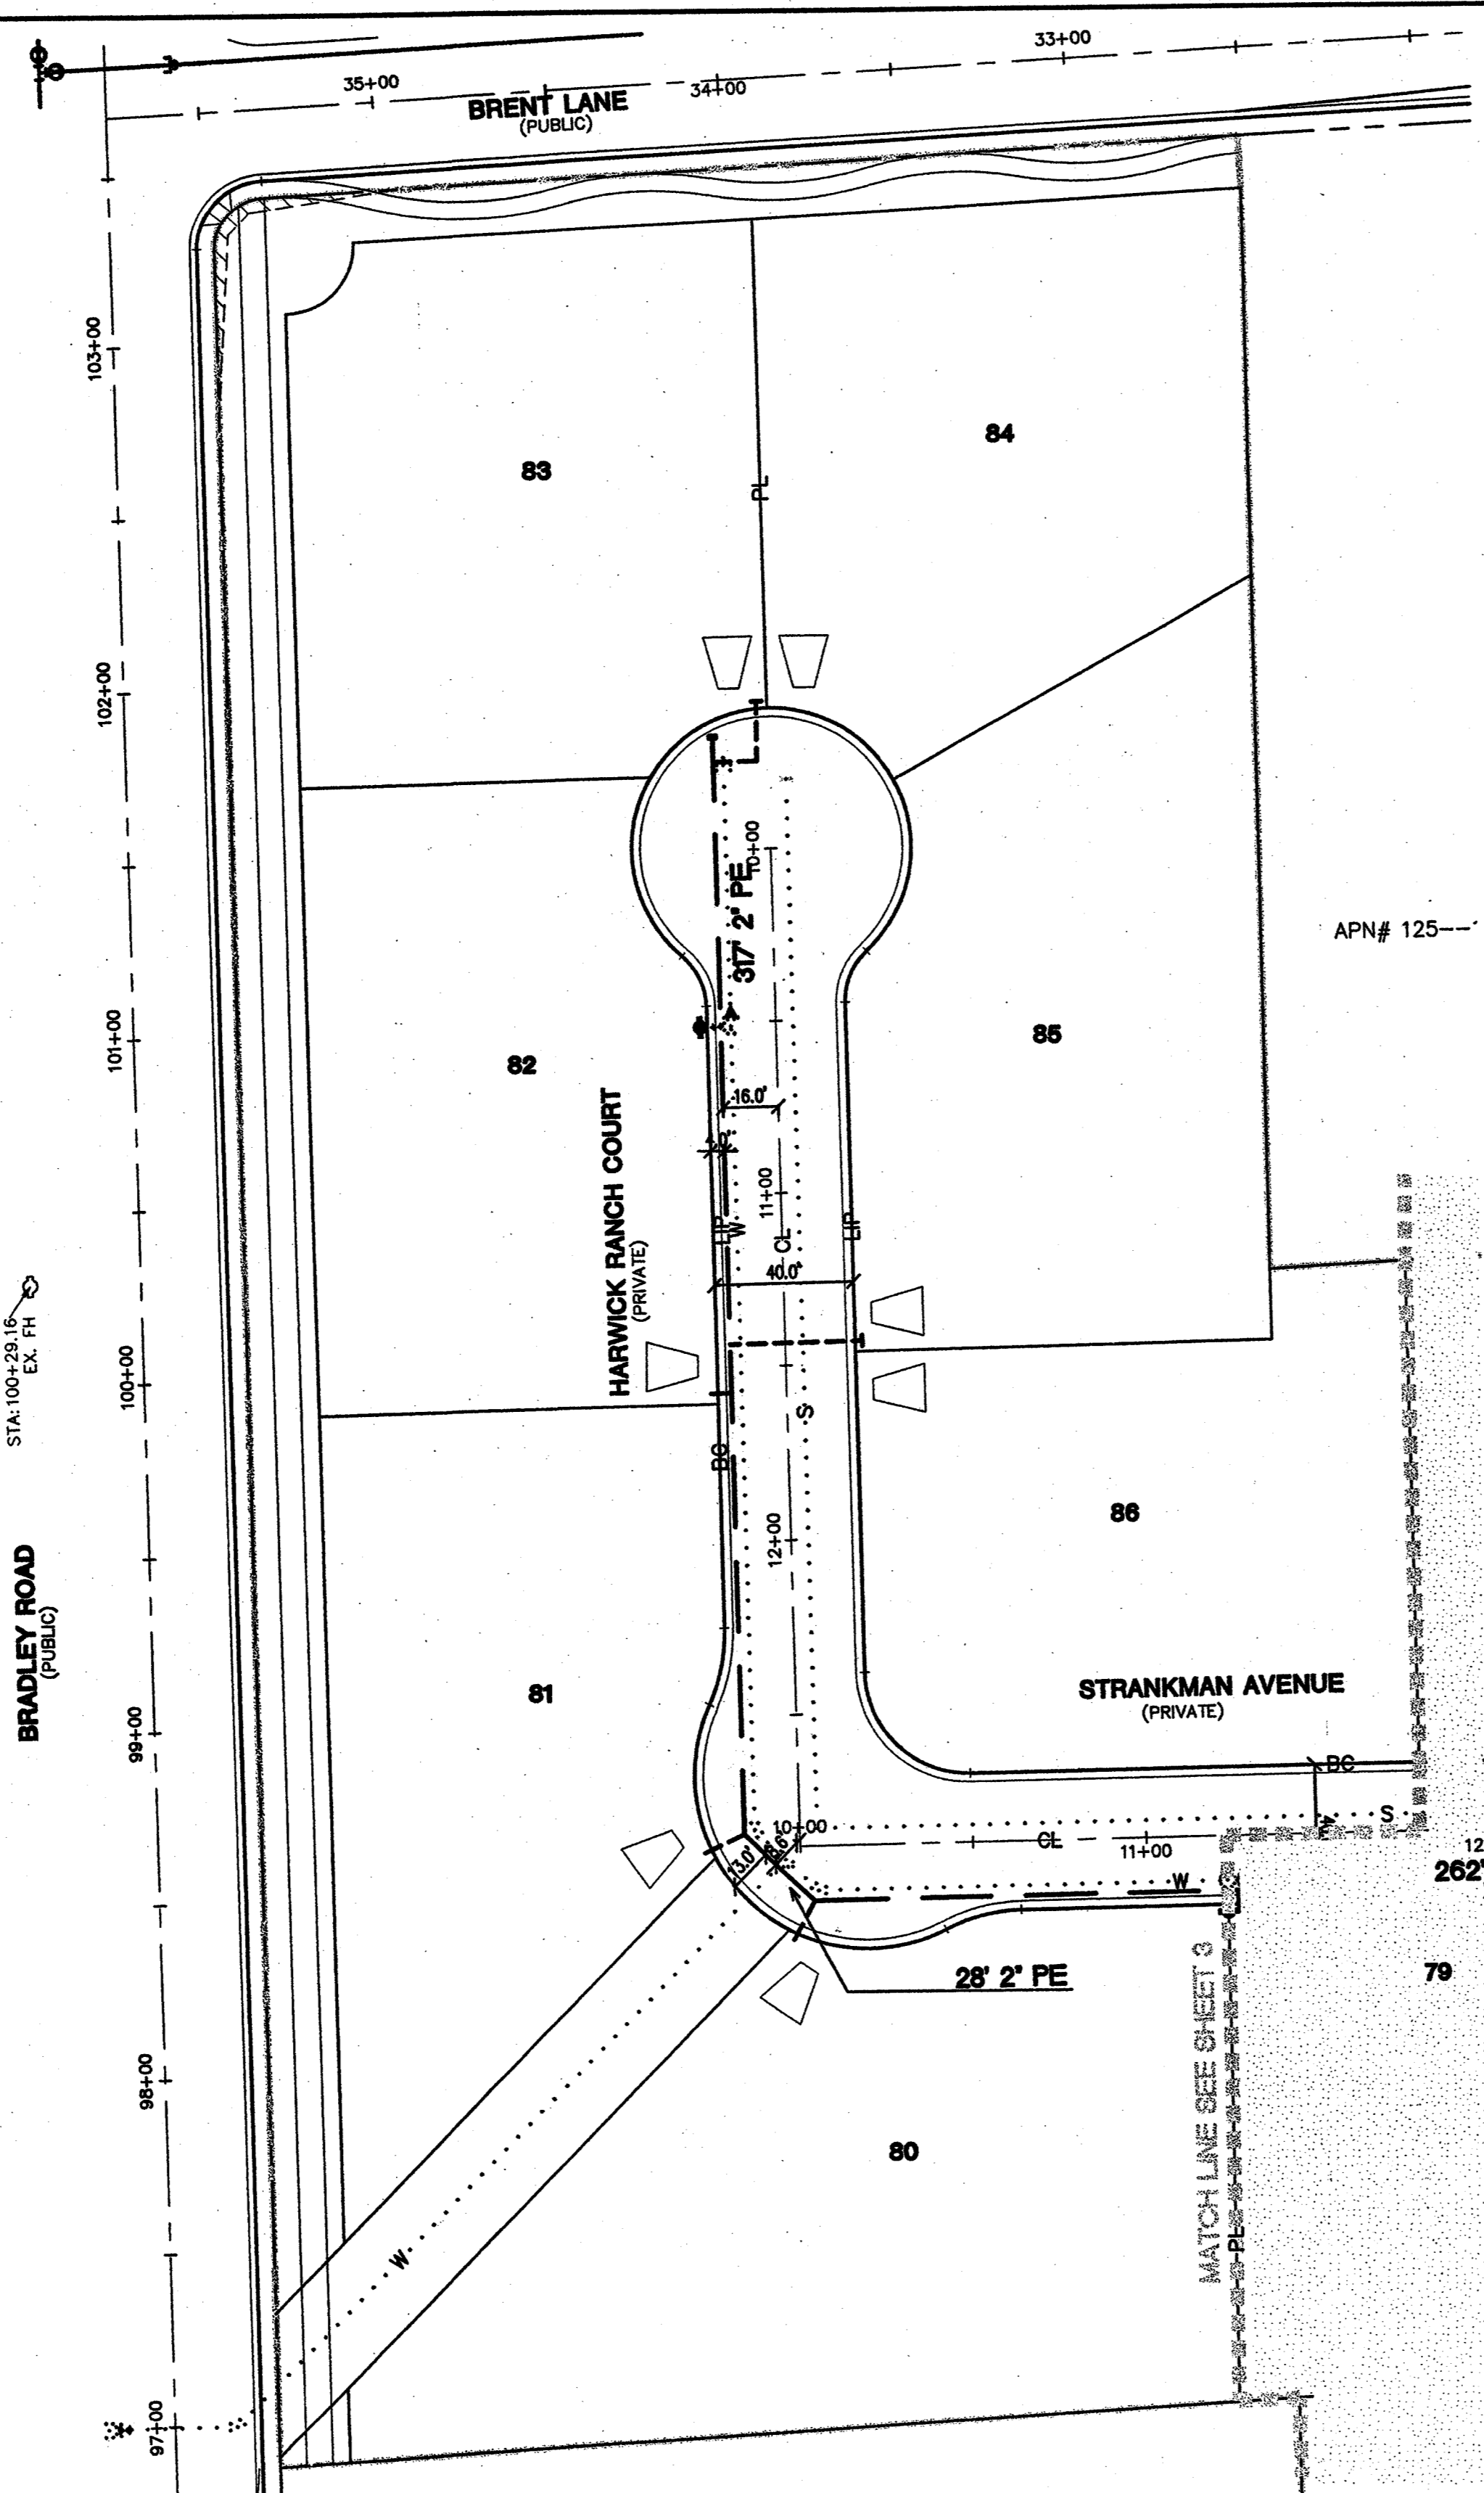 33+00
35+00
34+00
BRENT LANE
(PUBLIC)
103+00
84
83
PL
102+00
10+00
317' 2" PE
APN# 125--
101+00
85
82
16.0'
HARWICK RANCH COURT
(PRIVATE)
11+00
LIP
W
LIP
CL
40.0'
STA: 100+29.16
EX. FH
100+00
S
BC
86
12+00
BRADLEY ROAD
(PUBLIC)
81
STRANKMAN AVENUE
(PRIVATE)
99+00
BC
S
10+00
CL
11+00
12
13.0'
262'
W
79
28' 2" PE
MATCH LINE SEE SHEET 3
98+00
80
PL
W
97+00